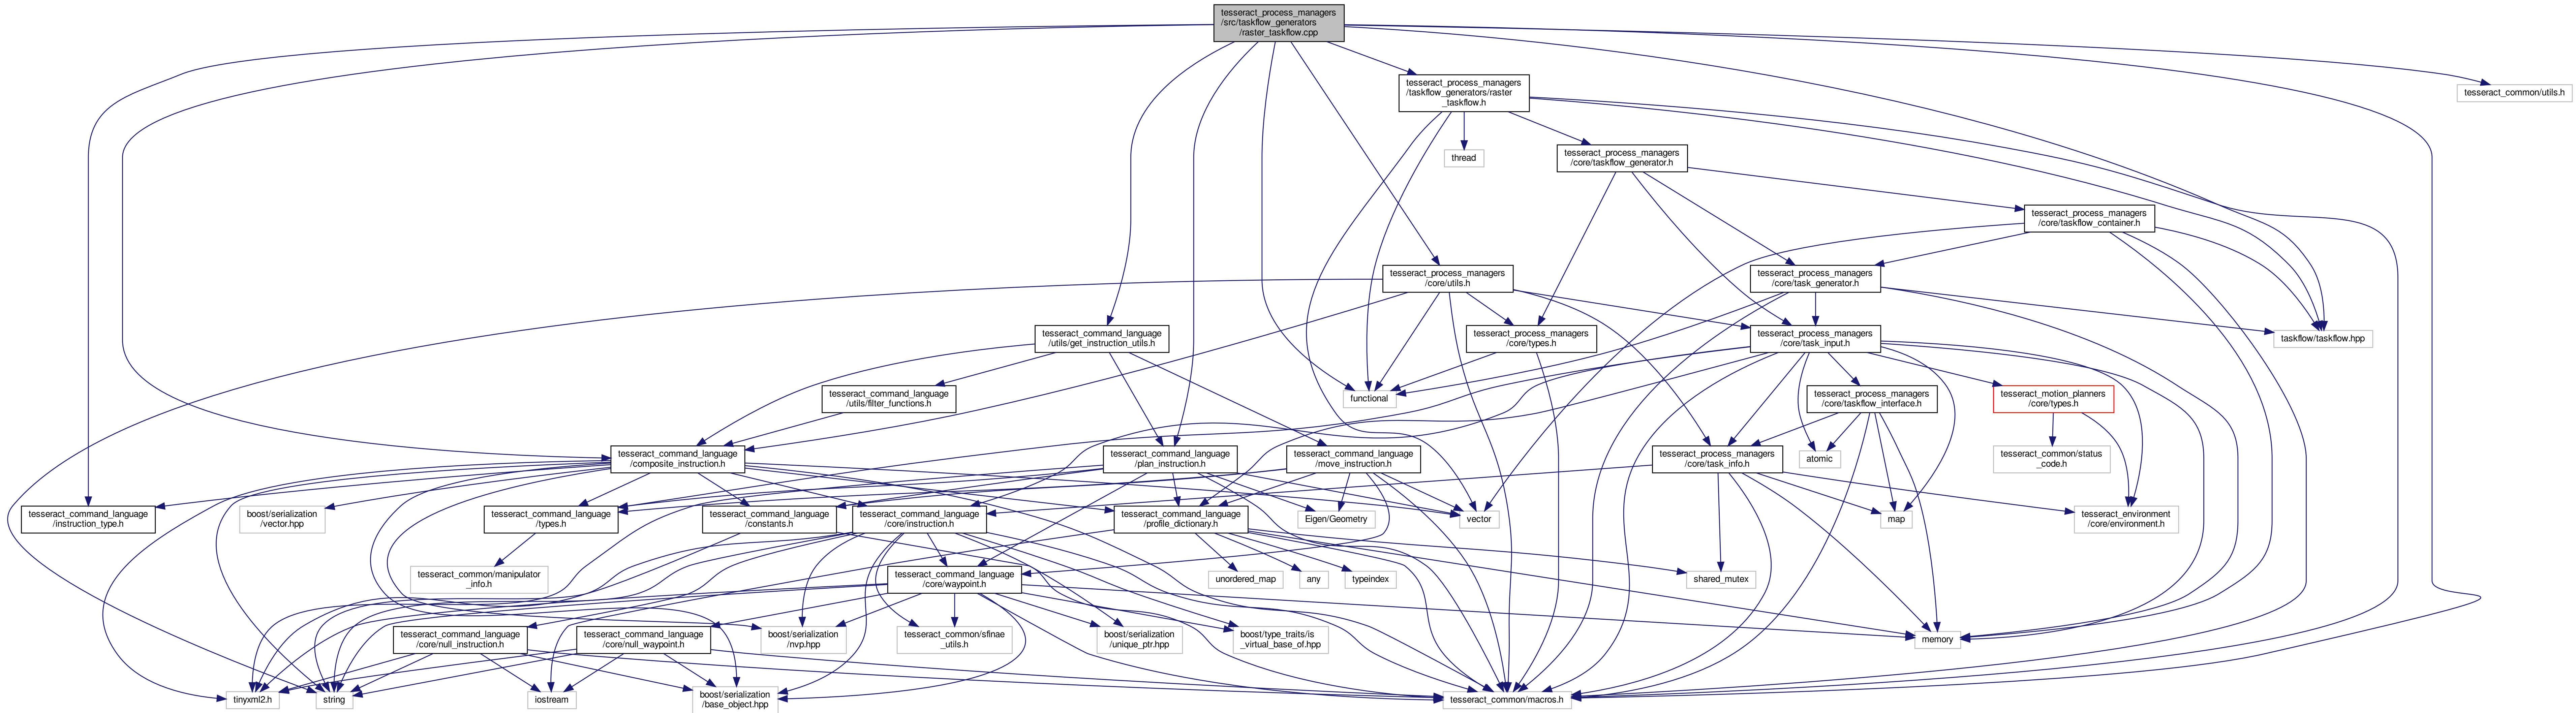 tesseract_process_managers
/src/taskflow_generators
/raster_taskflow.cpp
tesseract_process_managers
/taskflow_generators/raster
_taskflow.h
tesseract_common/utils.h
thread
tesseract_process_managers
/core/taskflow_generator.h
tesseract_process_managers
/core/taskflow_container.h
tesseract_process_managers
/core/utils.h
tesseract_process_managers
/core/task_generator.h
tesseract_command_language
/utils/get_instruction_utils.h
tesseract_process_managers
/core/types.h
tesseract_process_managers
/core/task_input.h
taskflow/taskflow.hpp
tesseract_command_language
/utils/filter_functions.h
functional
tesseract_process_managers
/core/taskflow_interface.h
tesseract_motion_planners
/core/types.h
tesseract_command_language
/composite_instruction.h
tesseract_command_language
/plan_instruction.h
tesseract_command_language
/move_instruction.h
tesseract_process_managers
/core/task_info.h
atomic
tesseract_common/status
_code.h
tesseract_command_language
/instruction_type.h
boost/serialization
/vector.hpp
tesseract_command_language
/types.h
tesseract_command_language
/constants.h
tesseract_command_language
/core/instruction.h
tesseract_command_language
/profile_dictionary.h
Eigen/Geometry
vector
map
tesseract_environment
/core/environment.h
tesseract_common/manipulator
_info.h
tesseract_command_language
/core/waypoint.h
unordered_map
any
typeindex
shared_mutex
tesseract_command_language
/core/null_instruction.h
tesseract_command_language
/core/null_waypoint.h
boost/serialization
/nvp.hpp
tesseract_common/sfinae
_utils.h
boost/serialization
/unique_ptr.hpp
boost/type_traits/is
_virtual_base_of.hpp
memory
tinyxml2.h
string
iostream
boost/serialization
/base_object.hpp
tesseract_common/macros.h